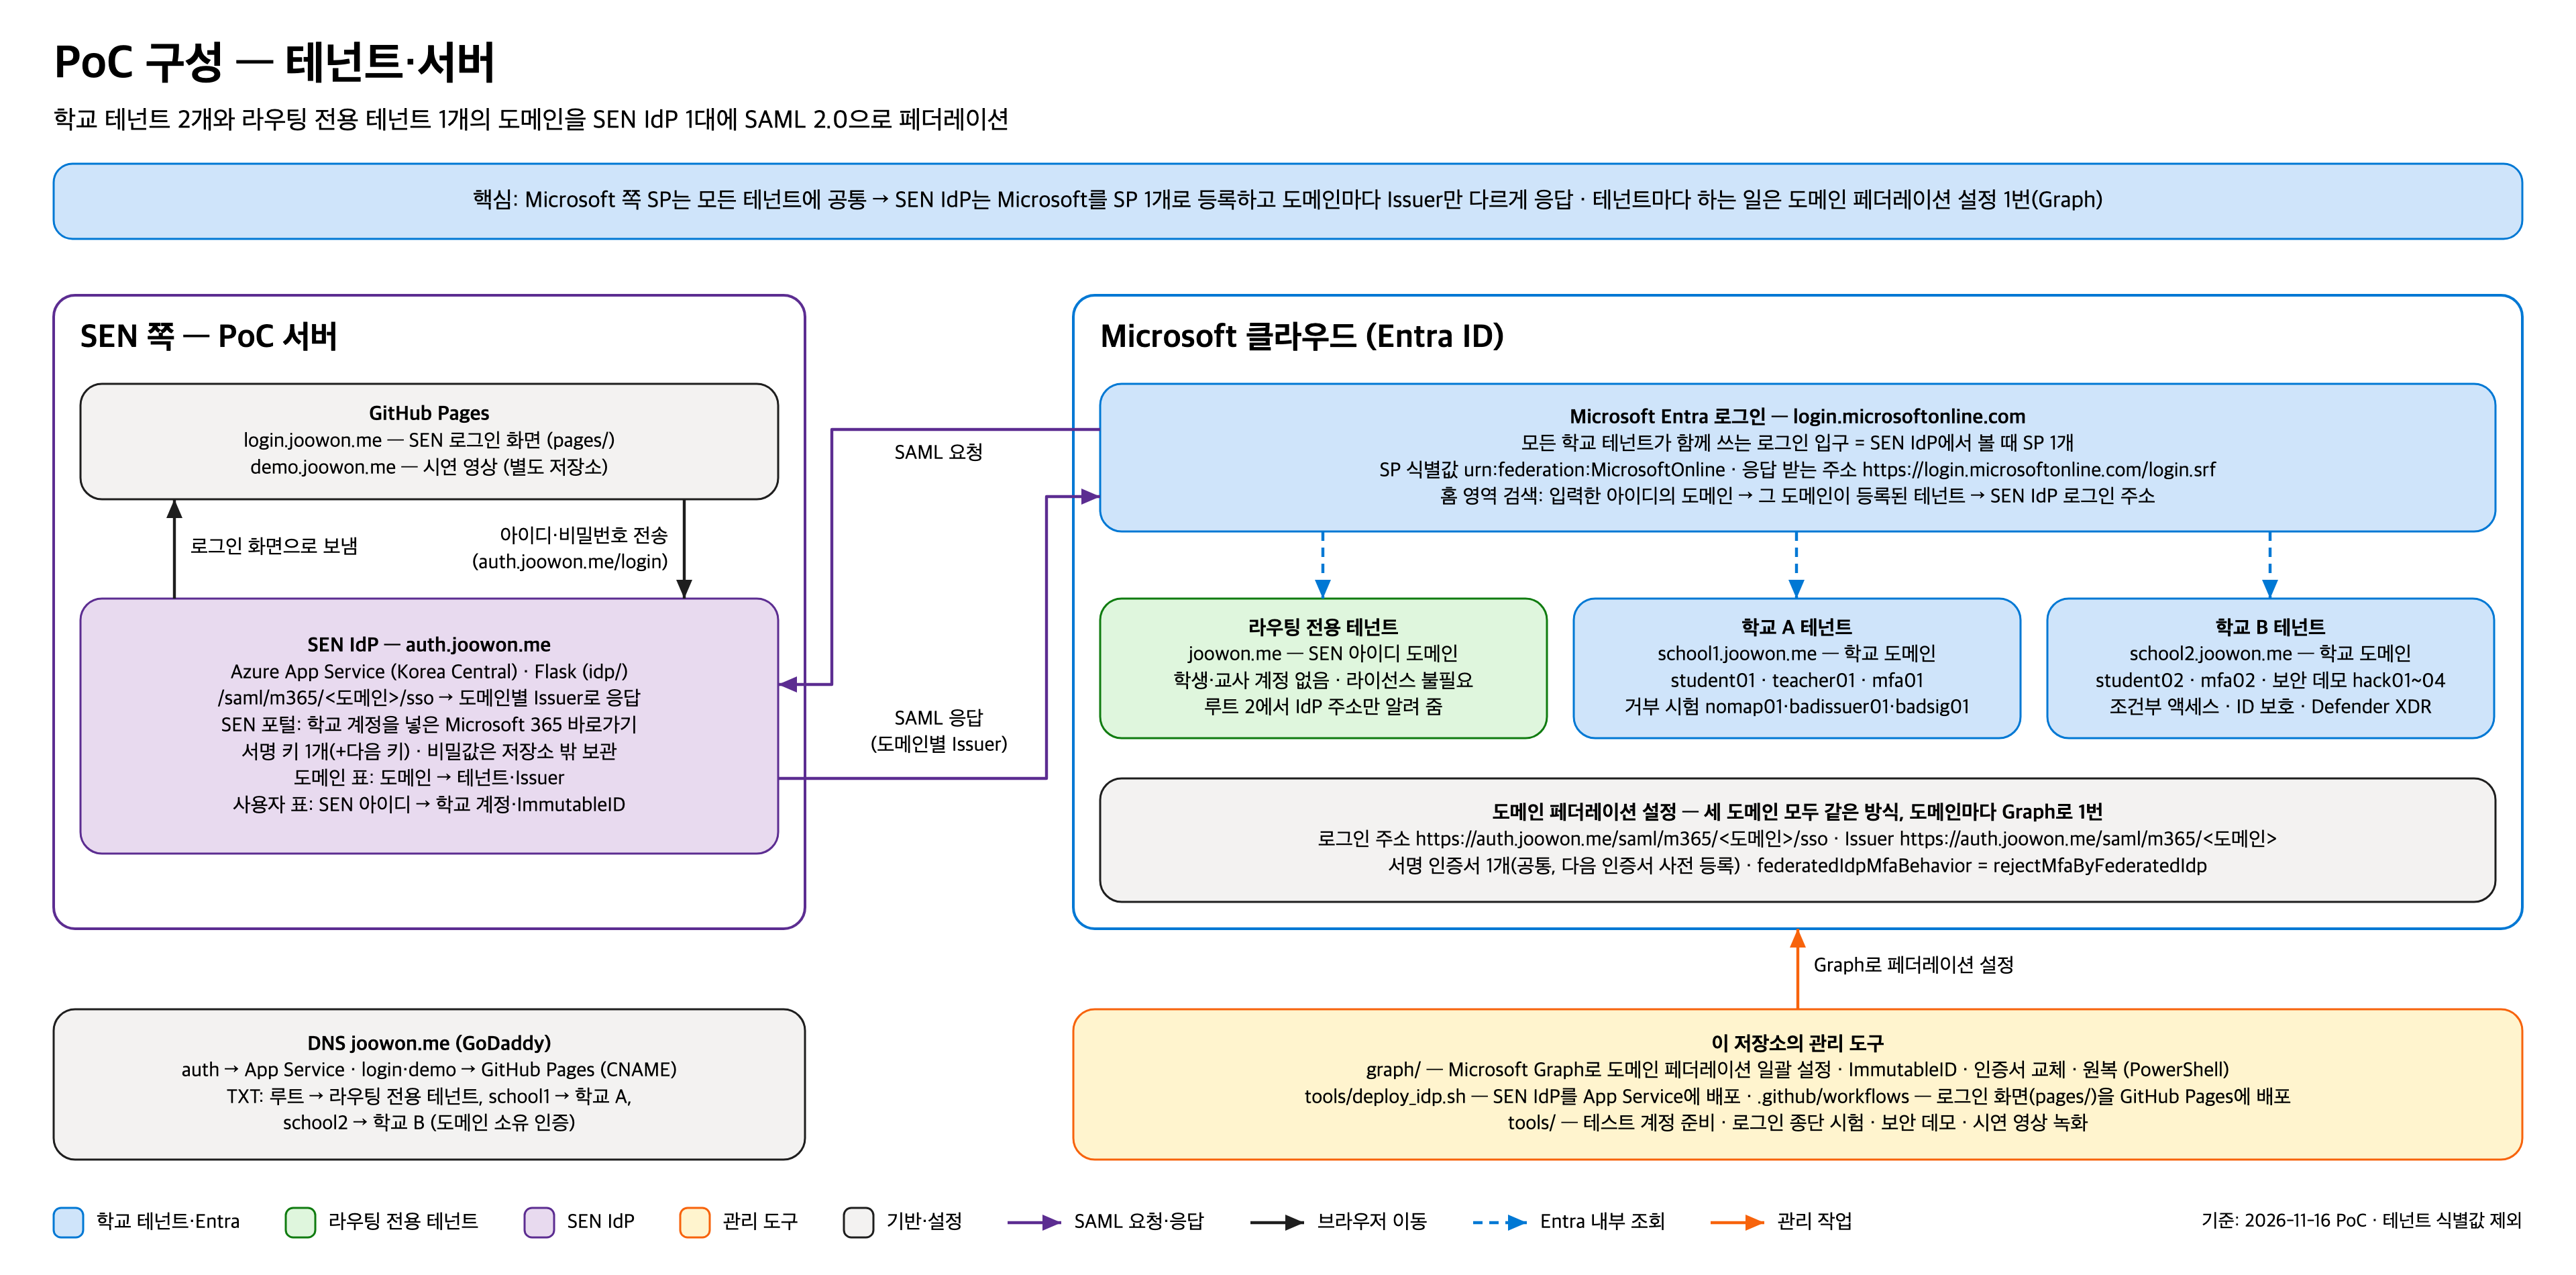 PoC 구성 — 테넌트·서버
학교 테넌트 2개와 라우팅 전용 테넌트 1개의 도메인을 SEN IdP 1대에 SAML 2.0으로 페더레이션
핵심: Microsoft 쪽 SP는 모든 테넌트에 공통 → SEN IdP는 Microsoft를 SP 1개로 등록하고 도메인마다 Issuer만 다르게 응답 · 테넌트마다 하는 일은 도메인 페더레이션 설정 1번(Graph)
SEN 쪽 — PoC 서버
GitHub Pages
login.joowon.me — SEN 로그인 화면 (pages/)
demo.joowon.me — 시연 영상 (별도 저장소)
로그인 화면으로 보냄
아이디·비밀번호 전송
(auth.joowon.me/login)
SEN IdP — auth.joowon.me
Azure App Service (Korea Central) · Flask (idp/)
/saml/m365/<도메인>/sso → 도메인별 Issuer로 응답
SEN 포털: 학교 계정을 넣은 Microsoft 365 바로가기
서명 키 1개(+다음 키) · 비밀값은 저장소 밖 보관
도메인 표: 도메인 → 테넌트·Issuer
사용자 표: SEN 아이디 → 학교 계정·ImmutableID
SAML 요청
SAML 응답
(도메인별 Issuer)
Microsoft 클라우드 (Entra ID)
Microsoft Entra 로그인 — login.microsoftonline.com
모든 학교 테넌트가 함께 쓰는 로그인 입구 = SEN IdP에서 볼 때 SP 1개
SP 식별값 urn:federation:MicrosoftOnline · 응답 받는 주소 https://login.microsoftonline.com/login.srf
홈 영역 검색: 입력한 아이디의 도메인 → 그 도메인이 등록된 테넌트 → SEN IdP 로그인 주소
라우팅 전용 테넌트
joowon.me — SEN 아이디 도메인
학생·교사 계정 없음 · 라이선스 불필요
루트 2에서 IdP 주소만 알려 줌
학교 A 테넌트
school1.joowon.me — 학교 도메인
student01 · teacher01 · mfa01
거부 시험 nomap01·badissuer01·badsig01
학교 B 테넌트
school2.joowon.me — 학교 도메인
student02 · mfa02 · 보안 데모 hack01~04
조건부 액세스 · ID 보호 · Defender XDR
도메인 페더레이션 설정 — 세 도메인 모두 같은 방식, 도메인마다 Graph로 1번
로그인 주소 https://auth.joowon.me/saml/m365/<도메인>/sso · Issuer https://auth.joowon.me/saml/m365/<도메인>
서명 인증서 1개(공통, 다음 인증서 사전 등록) · federatedIdpMfaBehavior = rejectMfaByFederatedIdp
Graph로 페더레이션 설정
DNS joowon.me (GoDaddy)
auth → App Service · login·demo → GitHub Pages (CNAME)
TXT: 루트 → 라우팅 전용 테넌트, school1 → 학교 A,
school2 → 학교 B (도메인 소유 인증)
이 저장소의 관리 도구
graph/ — Microsoft Graph로 도메인 페더레이션 일괄 설정 · ImmutableID · 인증서 교체 · 원복 (PowerShell)
tools/deploy_idp.sh — SEN IdP를 App Service에 배포 · .github/workflows — 로그인 화면(pages/)을 GitHub Pages에 배포
tools/ — 테스트 계정 준비 · 로그인 종단 시험 · 보안 데모 · 시연 영상 녹화
학교 테넌트·Entra
라우팅 전용 테넌트
SEN IdP
관리 도구
기반·설정
SAML 요청·응답
브라우저 이동
Entra 내부 조회
관리 작업
기준: 2026-11-16 PoC · 테넌트 식별값 제외